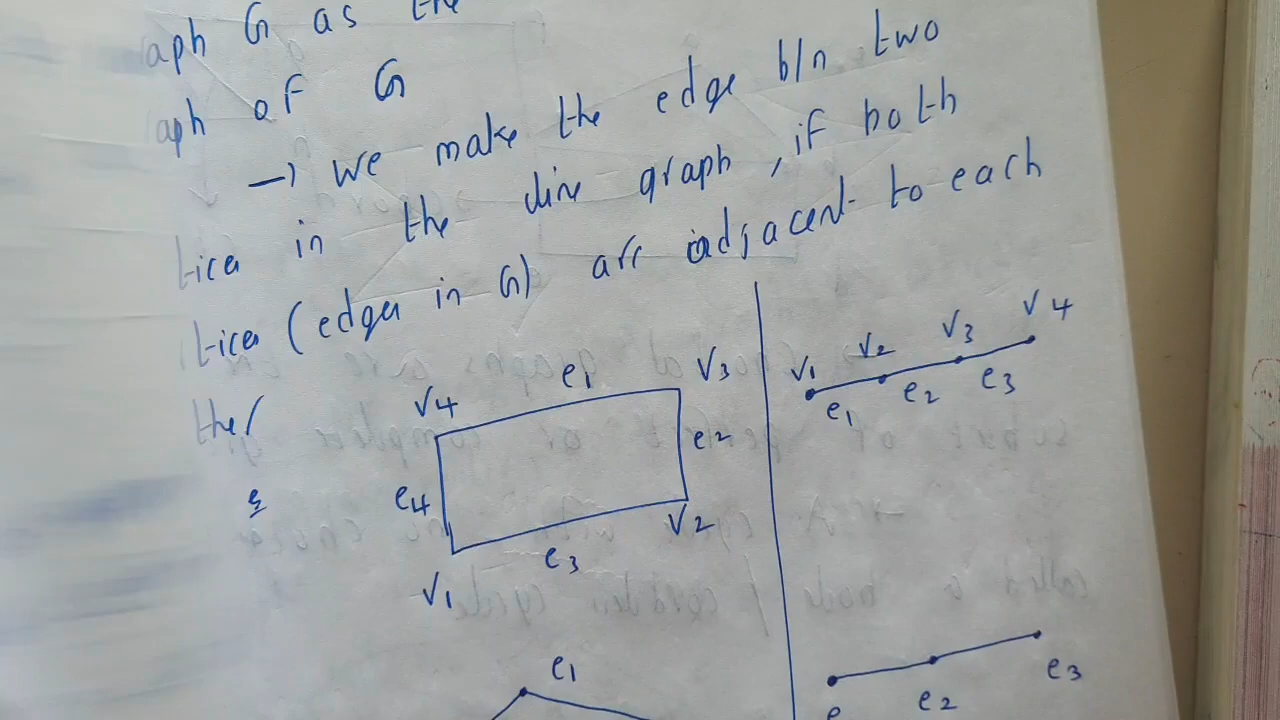 aph G as the
aph of G
→ we make the edge b/n two
tices in the line graph, if both
tices (edges in G) are adjacent to each
ther
v4 e1 v3
e4 e2
v1 e3 v2
v1 v2 v3 v4
e1 e2 e3
e1
e e2 e3